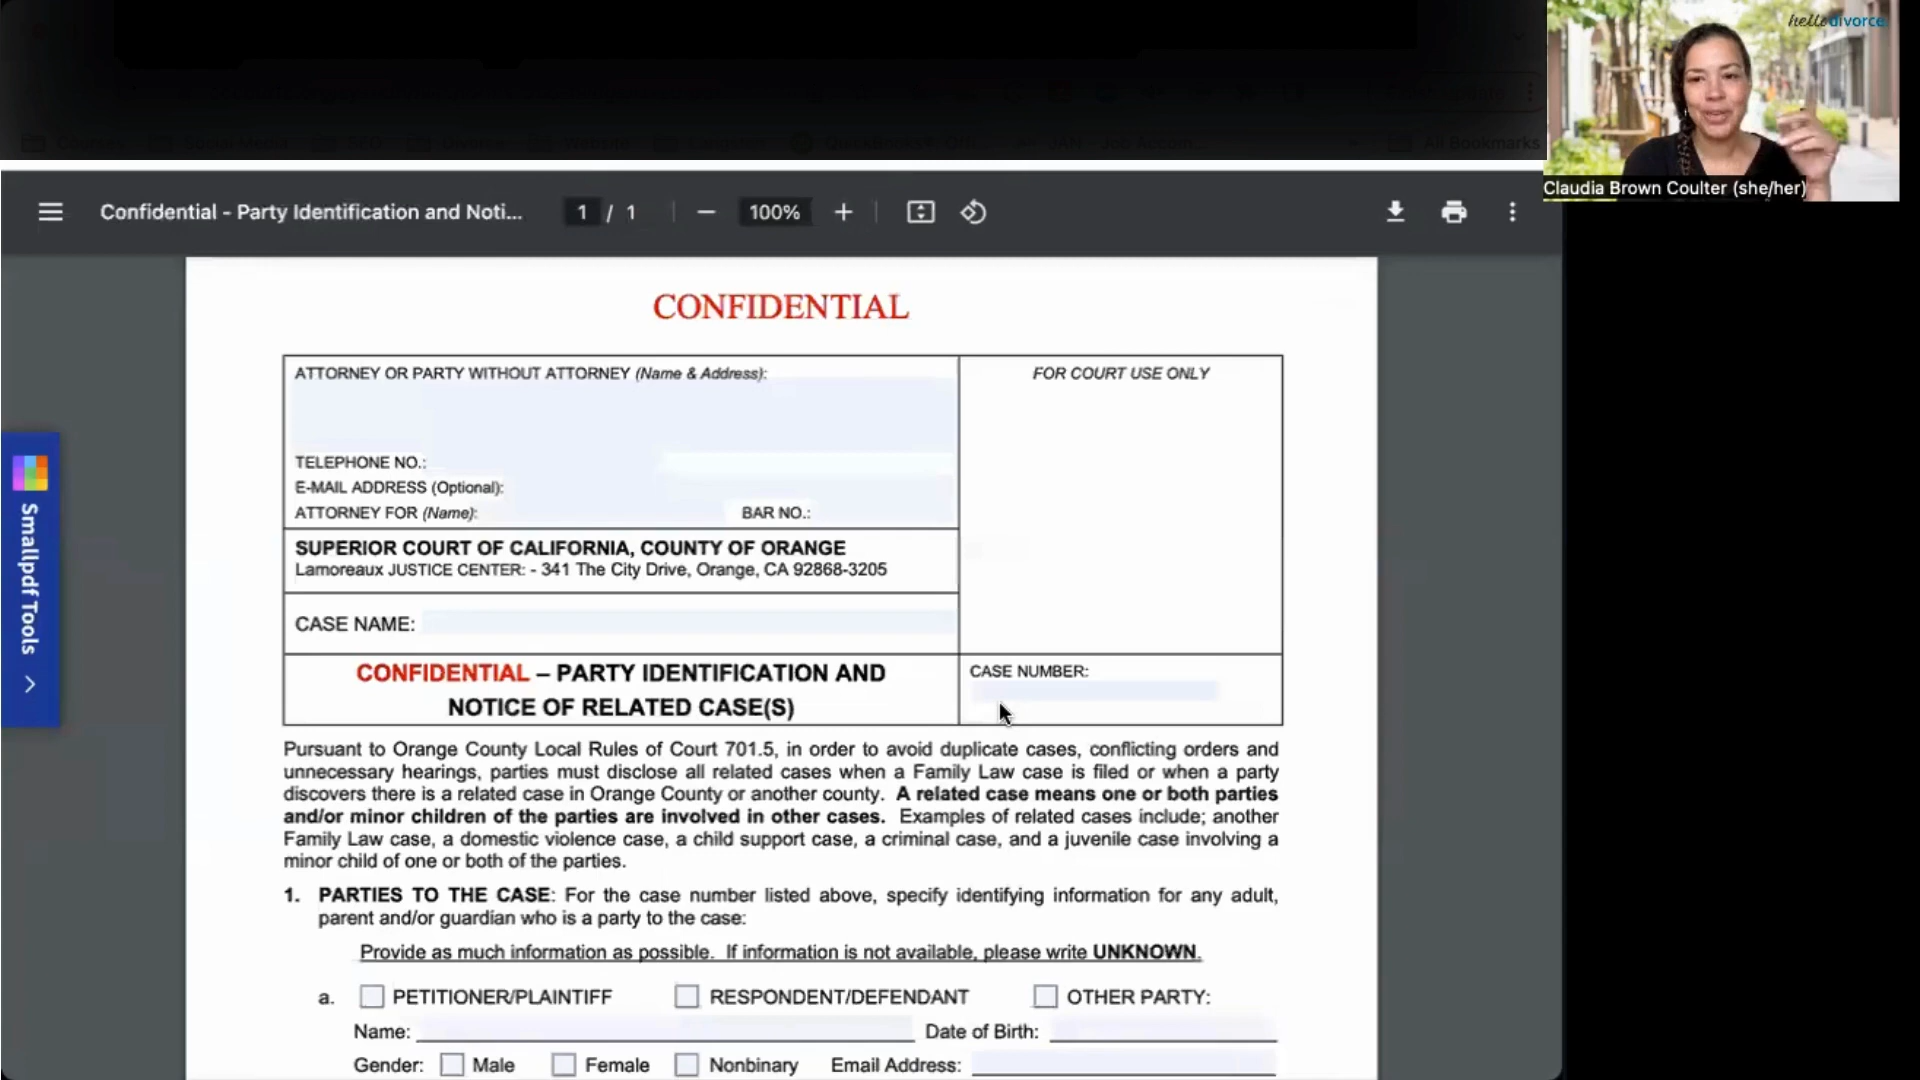 hellodivorce
Claudia Brown Coulter (she/her)
All Bookmarks
Confidential - Party Identification and Noti... 1 / 1 100%
Smallpdf Tools
CONFIDENTIAL
ATTORNEY OR PARTY WITHOUT ATTORNEY (Name & Address):
FOR COURT USE ONLY
TELEPHONE NO.:
E-MAIL ADDRESS (Optional):
ATTORNEY FOR (Name): BAR NO.:
SUPERIOR COURT OF CALIFORNIA, COUNTY OF ORANGE
Lamoreaux JUSTICE CENTER: - 341 The City Drive, Orange, CA 92868-3205
CASE NAME:
CONFIDENTIAL – PARTY IDENTIFICATION AND
NOTICE OF RELATED CASE(S)
CASE NUMBER:
Pursuant to Orange County Local Rules of Court 701.5, in order to avoid duplicate cases, conflicting orders and
unnecessary hearings, parties must disclose all related cases when a Family Law case is filed or when a party
discovers there is a related case in Orange County or another county. A related case means one or both parties
and/or minor children of the parties are involved in other cases. Examples of related cases include; another
Family Law case, a domestic violence case, a child support case, a criminal case, and a juvenile case involving a
minor child of one or both of the parties.
1. PARTIES TO THE CASE: For the case number listed above, specify identifying information for any adult,
parent and/or guardian who is a party to the case:
Provide as much information as possible. If information is not available, please write UNKNOWN.
a. PETITIONER/PLAINTIFF RESPONDENT/DEFENDANT OTHER PARTY:
Name: Date of Birth:
Gender: Male Female Nonbinary Email Address: